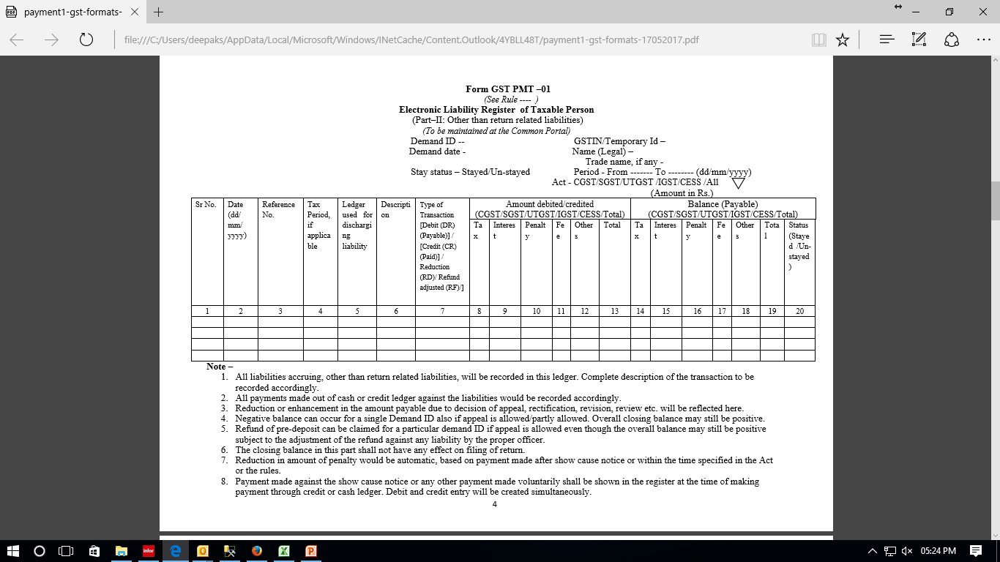 payment1-gst-formats-
file:///C:/Users/deepaks/AppData/Local/Microsoft/Windows/INetCache/Content.Outlook/4YBLL48T/payment1-gst-formats-17052017.pdf
Form GST PMT –01
(See Rule ---- )
Electronic Liability Register of Taxable Person
(Part–II: Other than return related liabilities)
(To be maintained at the Common Portal)
Demand ID -- GSTIN/Temporary Id –
Demand date - Name (Legal) –
Trade name, if any -
Stay status – Stayed/Un-stayed Period - From ------- To -------- (dd/mm/yyyy)
Act - CGST/SGST/UTGST /IGST/CESS /All
(Amount in Rs.)
Sr No.
Date
(dd/
mm/
yyyy)
Reference
No.
Tax
Period,
if
applica
ble
Ledger
used for
dischargi
ng
liability
Descripti
on
Type of
Transaction
[Debit (DR)
(Payable)] /
[Credit (CR)
(Paid)] /
Reduction
(RD)/ Refund
adjusted (RF)/]
Amount debited/credited
(CGST/SGST/UTGST/IGST/CESS/Total)
Ta
x
Interes
t
Penalt
y
Fe
e
Other
s
Total
Balance (Payable)
(CGST/SGST/UTGST/IGST/CESS/Total)
Ta
x
Interes
t
Penalt
y
Fe
e
Other
s
Tota
l
Status
(Staye
d /Un-
stayed
)
1 2 3 4 5 6 7 8 9 10 11 12 13 14 15 16 17 18 19 20
Note –
1. All liabilities accruing, other than return related liabilities, will be recorded in this ledger. Complete description of the transaction to be
recorded accordingly.
2. All payments made out of cash or credit ledger against the liabilities would be recorded accordingly.
3. Reduction or enhancement in the amount payable due to decision of appeal, rectification, revision, review etc. will be reflected here.
4. Negative balance can occur for a single Demand ID also if appeal is allowed/partly allowed. Overall closing balance may still be positive.
5. Refund of pre-deposit can be claimed for a particular demand ID if appeal is allowed even though the overall balance may still be positive
subject to the adjustment of the refund against any liability by the proper officer.
6. The closing balance in this part shall not have any effect on filing of return.
7. Reduction in amount of penalty would be automatic, based on payment made after show cause notice or within the time specified in the Act
or the rules.
8. Payment made against the show cause notice or any other payment made voluntarily shall be shown in the register at the time of making
payment through credit or cash ledger. Debit and credit entry will be created simultaneously.
4
infor
05:24 PM